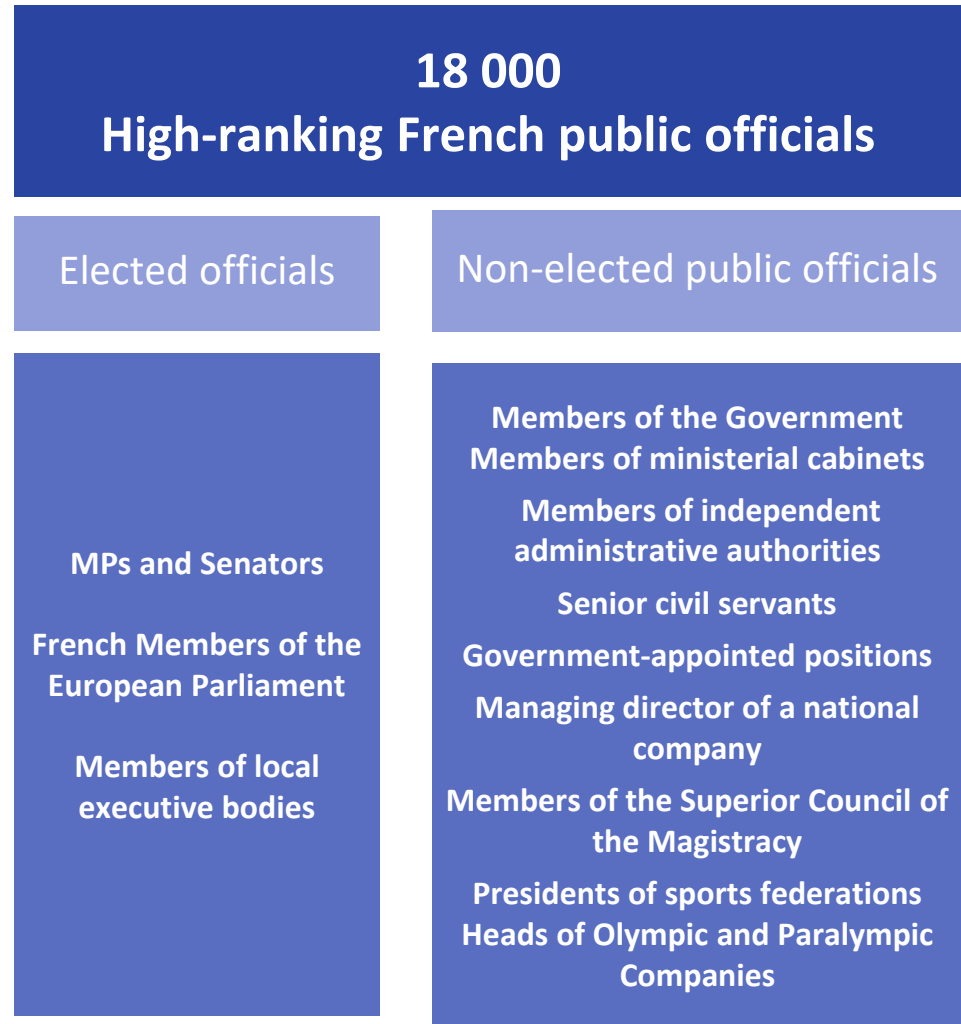 18 000
High-ranking French public officials
Elected officials
MPs and Senators
French Members of the
European Parliament
Members of local
executive bodies
Non-elected public officials
Members of the Government
Members of ministerial cabinets
Members of independent
administrative authorities
Senior civil servants
Government-appointed positions
Managing director of a national
company
Members of the Superior Council of
the Magistracy
Presidents of sports federations
Heads of Olympic and Paralympic
Companies